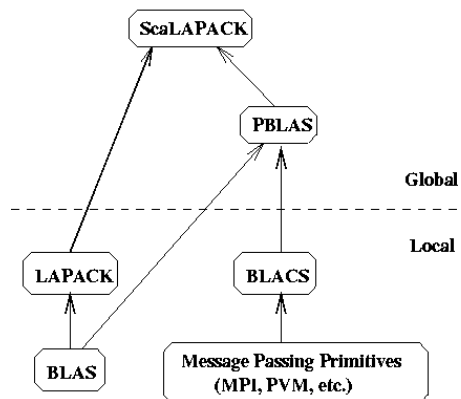 ScaLAPACK
PBLAS
Global
Local
LAPACK
BLACS
BLAS
Message Passing Primitives
(MPI, PVM, etc.)